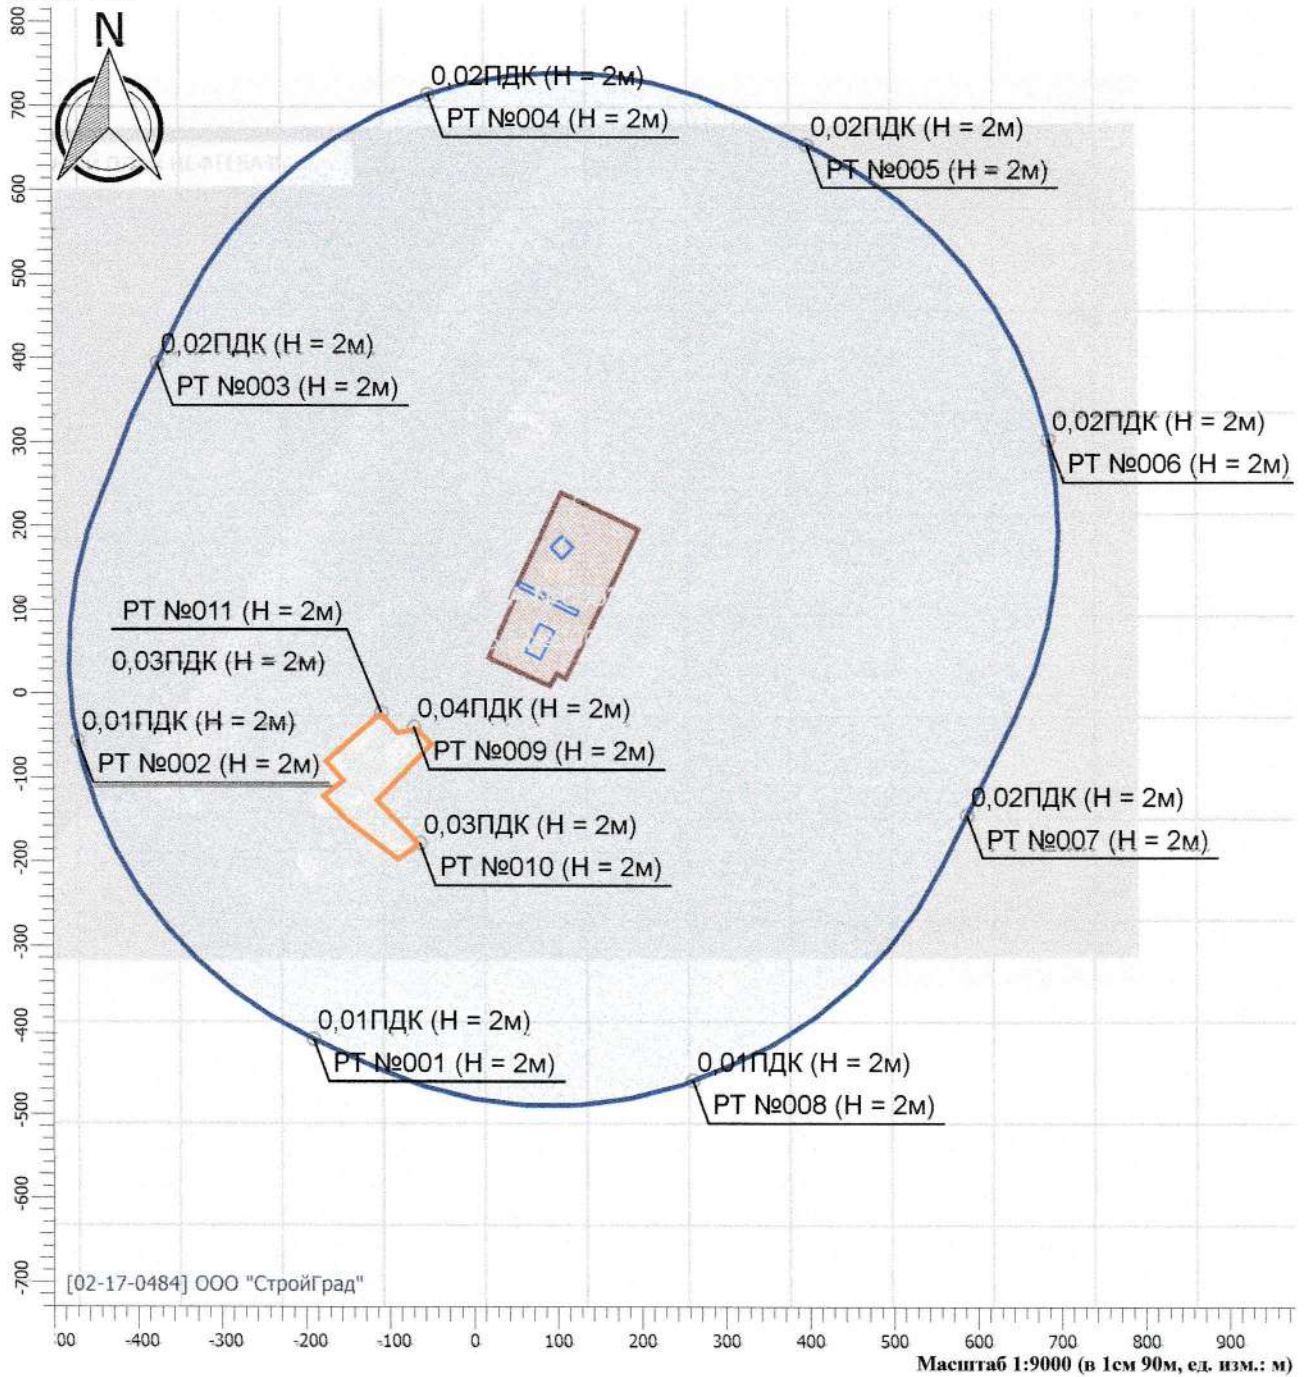 N
0,02ПДК (Н = 2м)
РТ №004 (Н = 2м)
0,02ПДК (Н = 2м)
РТ №005 (Н = 2м)
0,02ПДК (Н = 2м)
РТ №003 (Н = 2м)
0,02ПДК (Н = 2м)
РТ №006 (Н = 2м)
РТ №011 (Н = 2м)
0,03ПДК (Н = 2м)
0,04ПДК (Н = 2м)
РТ №009 (Н = 2м)
0,01ПДК (Н = 2м)
РТ №002 (Н = 2м)
0,02ПДК (Н = 2м)
РТ №007 (Н = 2м)
0,03ПДК (Н = 2м)
РТ №010 (Н = 2м)
0,01ПДК (Н = 2м)
РТ №001 (Н = 2м)
0,01ПДК (Н = 2м)
РТ №008 (Н = 2м)
800
700
600
500
400
300
200
100
0
-100
-200
-300
-400
-500
-600
-700
[02-17-0484] ООО "СтройГрад"
:00 -400 -300 -200 -100 0 100 200 300 400 500 600 700 800 900
Масштаб 1:9000 (в 1см 90м, ед. изм.: м)